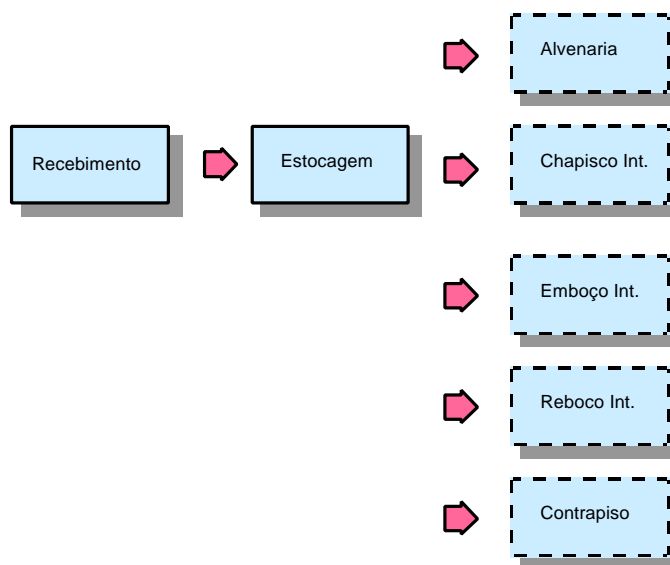 Alvenaria
Recebimento
Estocagem
Chapisco Int.
Emboço Int.
Reboco Int.
Contrapiso